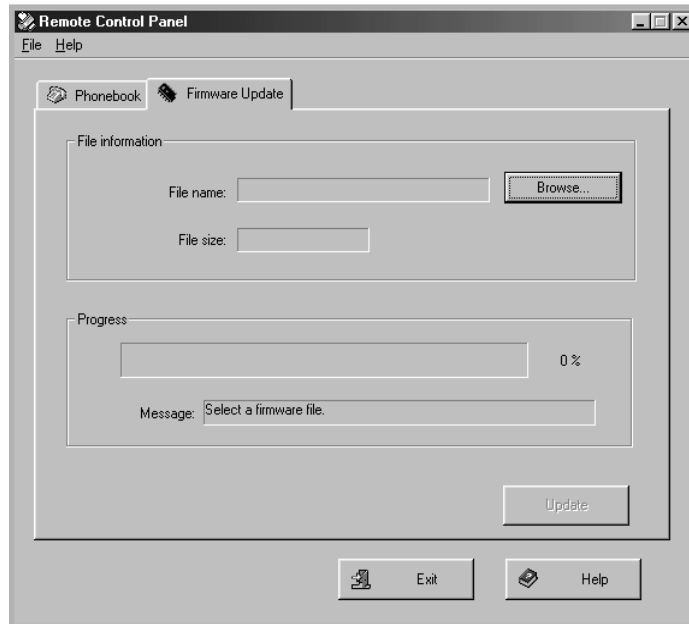 Remote Control Panel
File Help
Phonebook Firmware Update
File information
File name: Browse...
File size:
Progress
0 %
Message: Select a firmware file.
Update
Exit Help